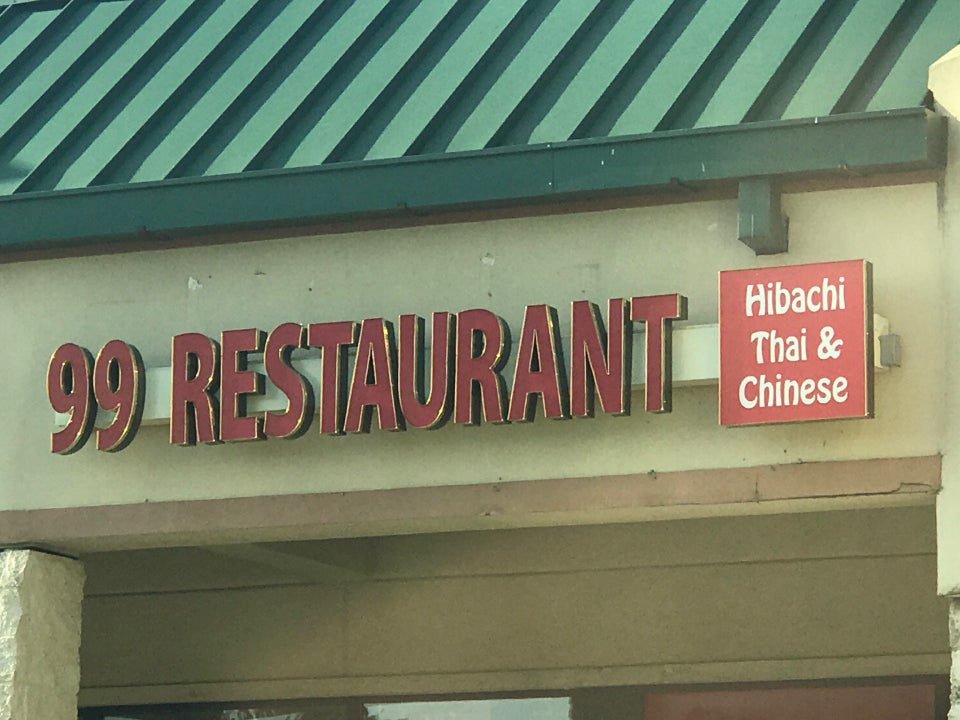 99 RESTAURANT
Hibachi
Thai &
Chinese